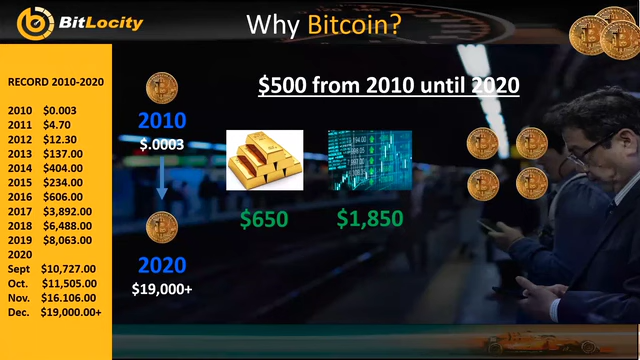 BitLocity
Why Bitcoin?
RECORD 2010-2020
2010 $0.003
2011 $4.70
2012 $12.30
2013 $137.00
2014 $404.00
2015 $234.00
2016 $606.00
2017 $3,892.00
2018 $6,488.00
2019 $8,063.00
2020
Sept $10,727.00
Oct. $11,505.00
Nov. $16.106.00
Dec. $19,000.00+
$500 from 2010 until 2020
2010
$.0003
$650
$1,850
2020
$19,000+